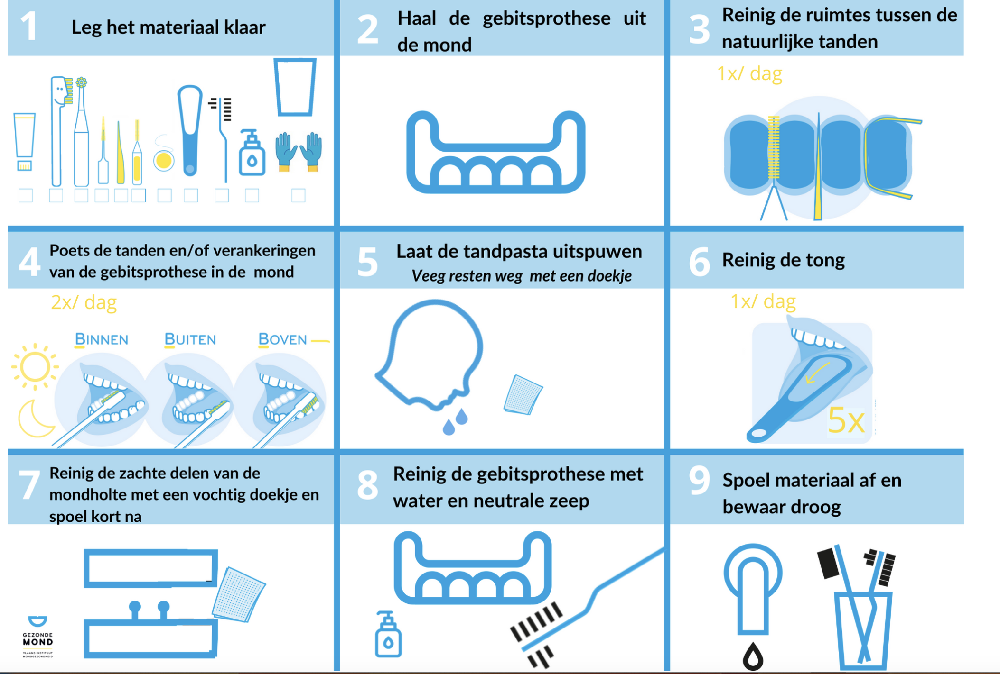 1
Leg het materiaal klaar
2
Haal de gebitsprothese uit
de mond
3
Reinig de ruimtes tussen de
natuurlijke tanden
1x/ dag
4
Poets de tanden en/of verankeringen
van de gebitsprothese in de mond
2x/ dag
BINNEN
BUITEN
BOVEN
5
Laat de tandpasta uitspuwen
Veeg resten weg met een doekje
6
Reinig de tong
1x/ dag
5x
7
Reinig de zachte delen van de
mondholte met een vochtig doekje en
spoel kort na
GEZONDE
MOND
VLAAMS INSTITUUT
MONDGEZONDHEID
8
Reinig de gebitsprothese met
water en neutrale zeep
9
Spoel materiaal af en
bewaar droog